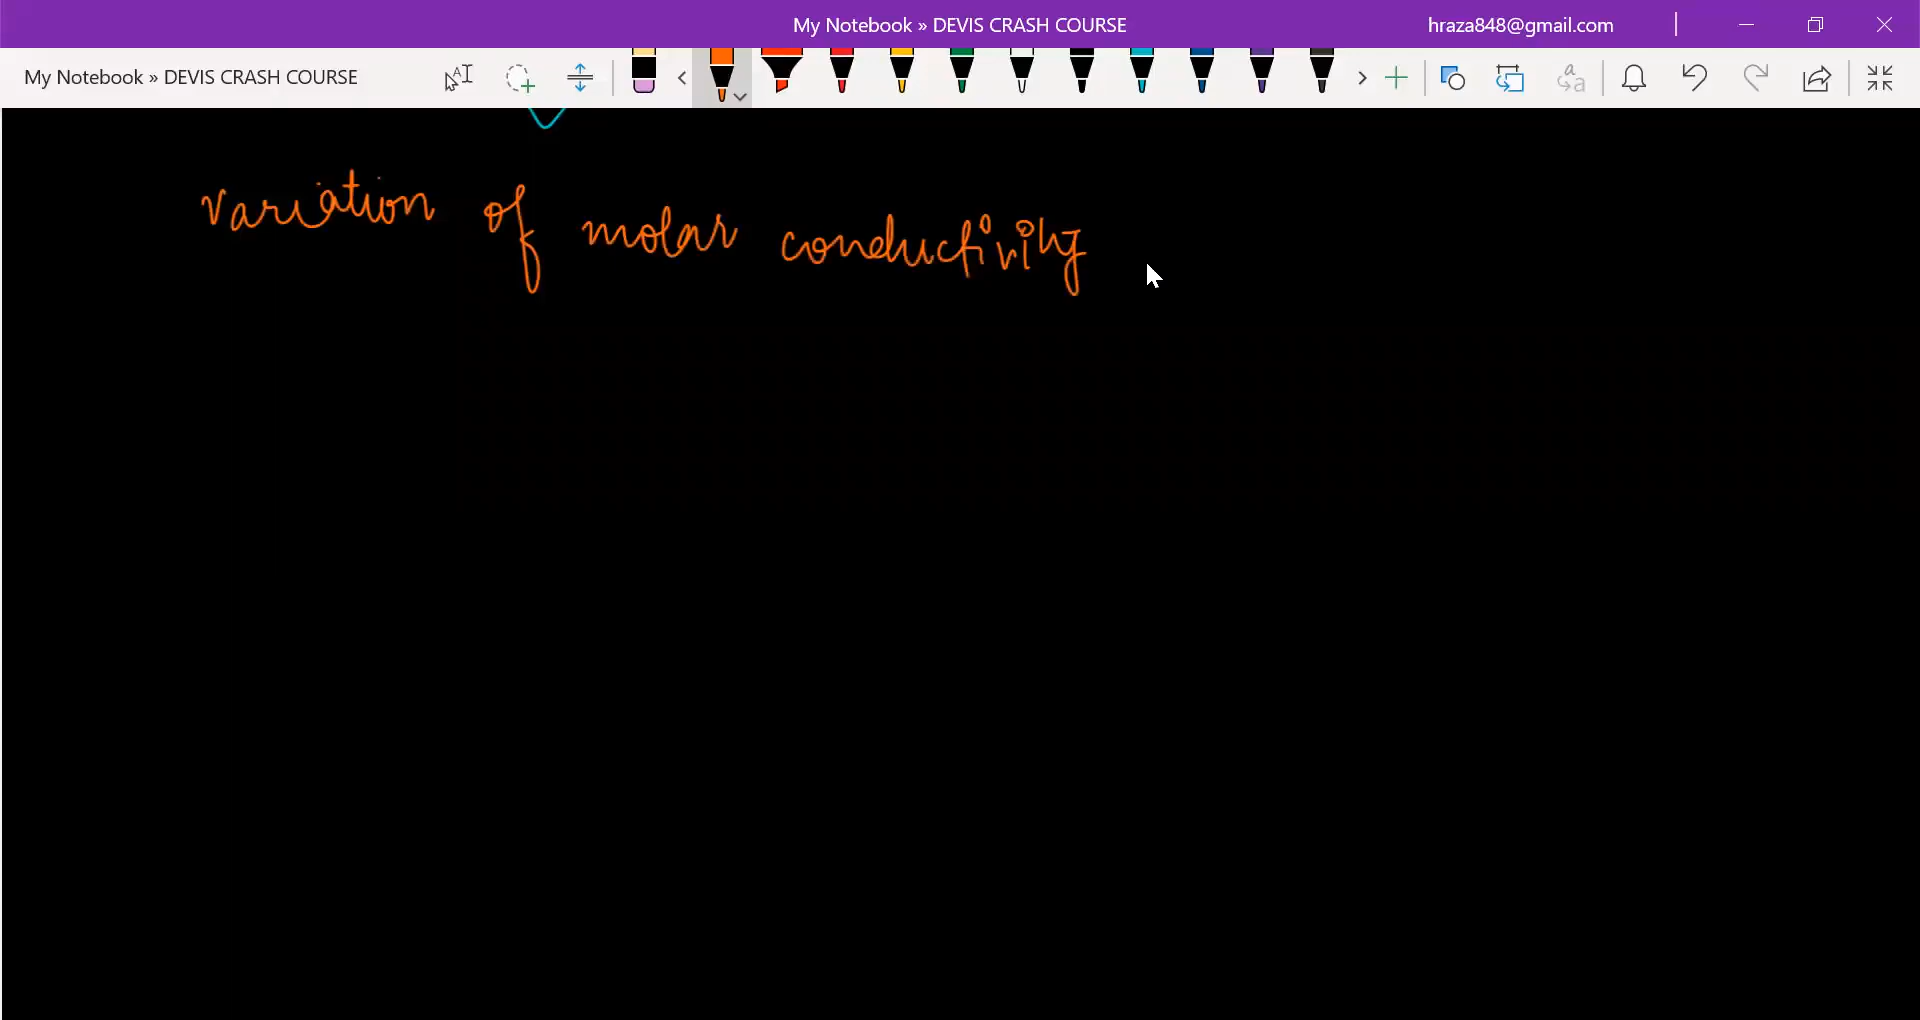 My Notebook » DEVIS CRASH COURSE
hraza848@gmail.com
My Notebook » DEVIS CRASH COURSE
variation of molar conductivity